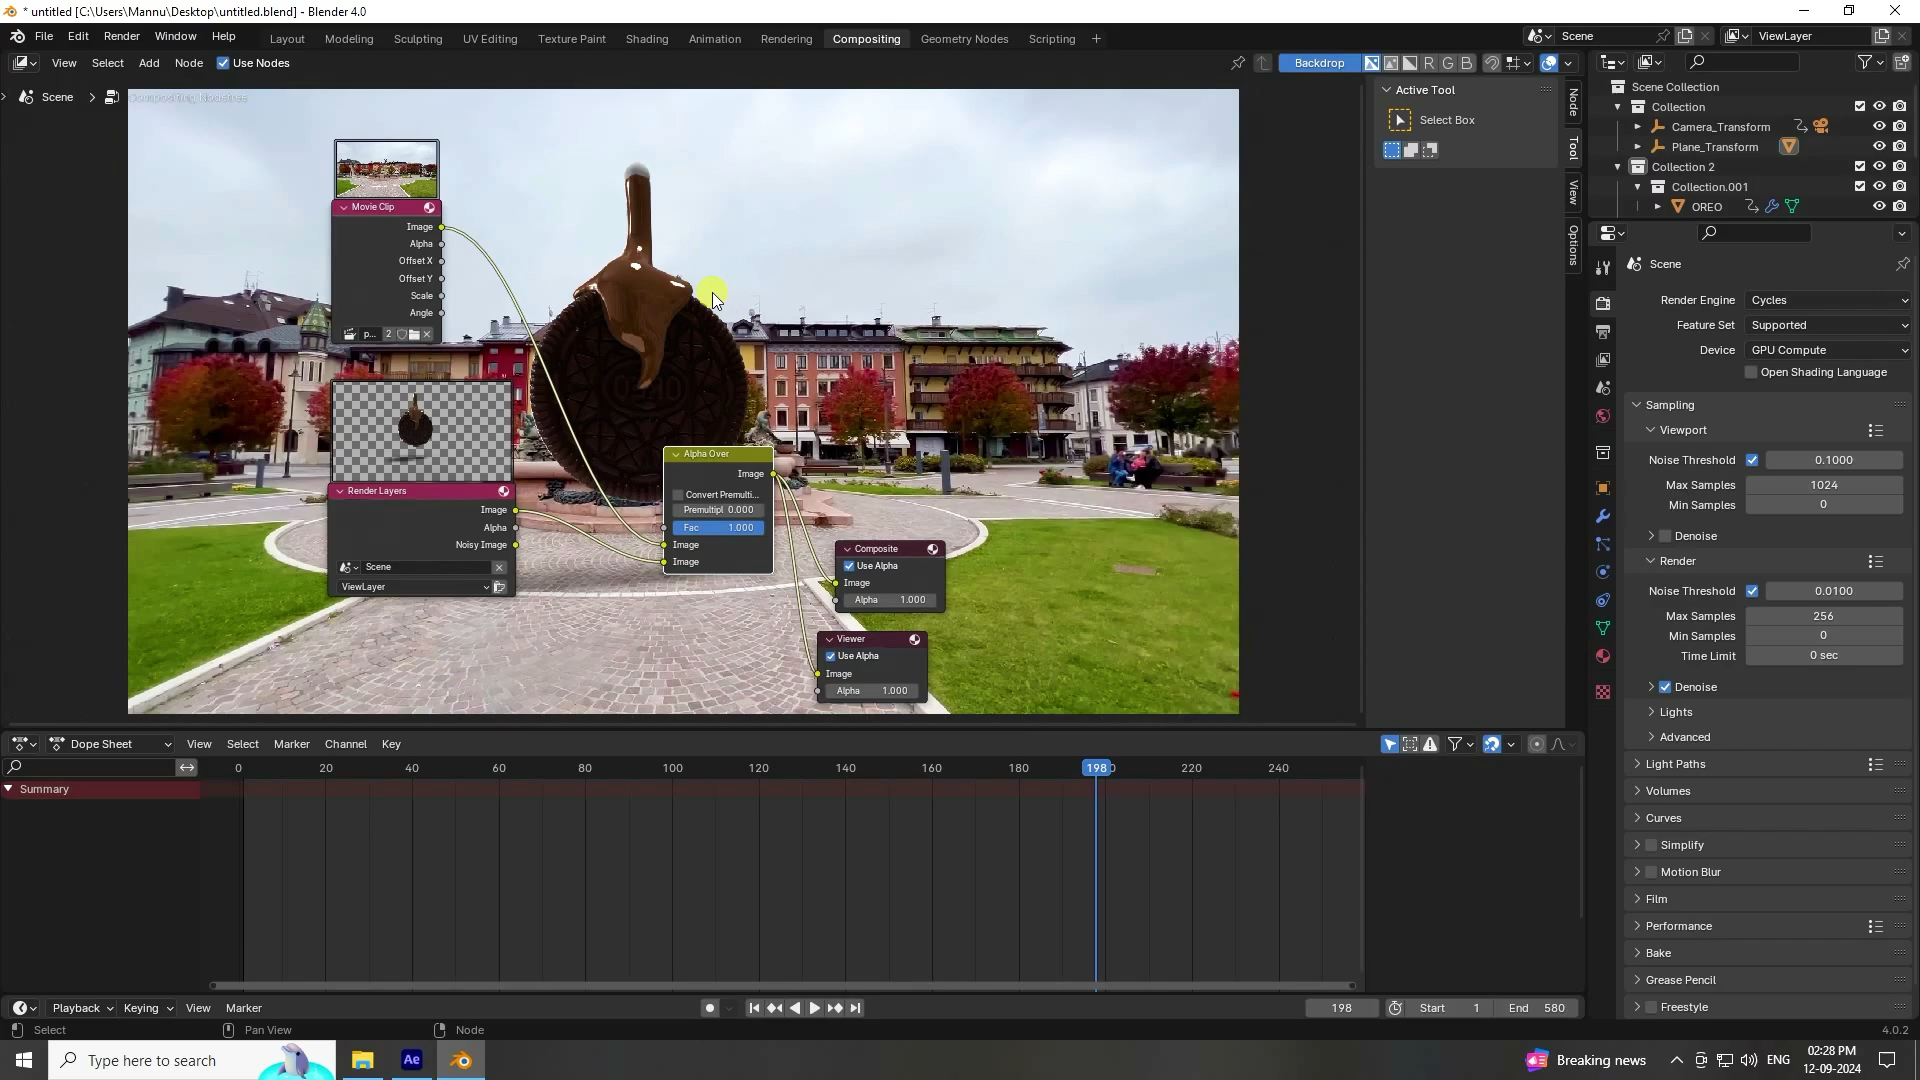 * untitled [C:\Users\Mannu\Desktop\untitled.blend] - Blender 4.0
File Edit Render Window Help
Layout Modeling Sculpting UV Editing Texture Paint Shading Animation Rendering Compositing Geometry Nodes Scripting +
Scene
ViewLayer
View Select Add Node Use Nodes
Backdrop
R G B
Scene
Compositing Nodetree
Active Tool
Select Box
Node
Tool
View
Options
Scene Collection
Collection
Camera_Transform
Plane_Transform
Collection 2
Collection.001
OREO
Movie Clip
Image
Alpha
Offset X
Offset Y
Scale
Angle
p... 2
Render Layers
Image
Alpha
Noisy Image
Scene
ViewLayer
Alpha Over
Image
Convert Premulti...
Premultipl 0.000
Fac 1.000
Image
Image
Composite
Use Alpha
Image
Alpha 1.000
Viewer
Use Alpha
Image
Alpha 1.000
Scene
Render Engine Cycles
Feature Set Supported
Device GPU Compute
Open Shading Language
Sampling
Viewport
Noise Threshold 0.1000
Max Samples 1024
Min Samples 0
Denoise
Render
Noise Threshold 0.0100
Max Samples 256
Min Samples 0
Time Limit 0 sec
Denoise
Lights
Advanced
Light Paths
Volumes
Curves
Simplify
Motion Blur
Film
Performance
Bake
Grease Pencil
Freestyle
Dope Sheet View Select Marker Channel Key
0 20 40 60 80 100 120 140 160 180 198 220 240
Summary
Playback Keying View Marker
198 Start 1 End 580
Select Pan View Node
4.0.2
Type here to search
Ae
Breaking news
ENG
02:28 PM
12-09-2024